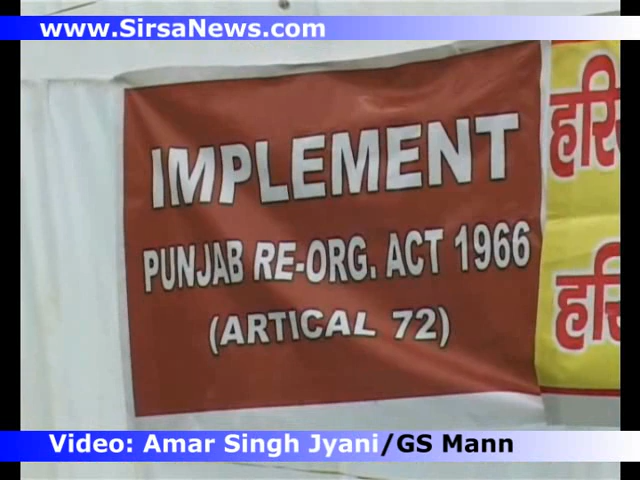 www.SirsaNews.com
IMPLEMENT
PUNJAB RE-ORG. ACT 1966
(ARTICAL 72)
Video: Amar Singh Jyani/GS Mann